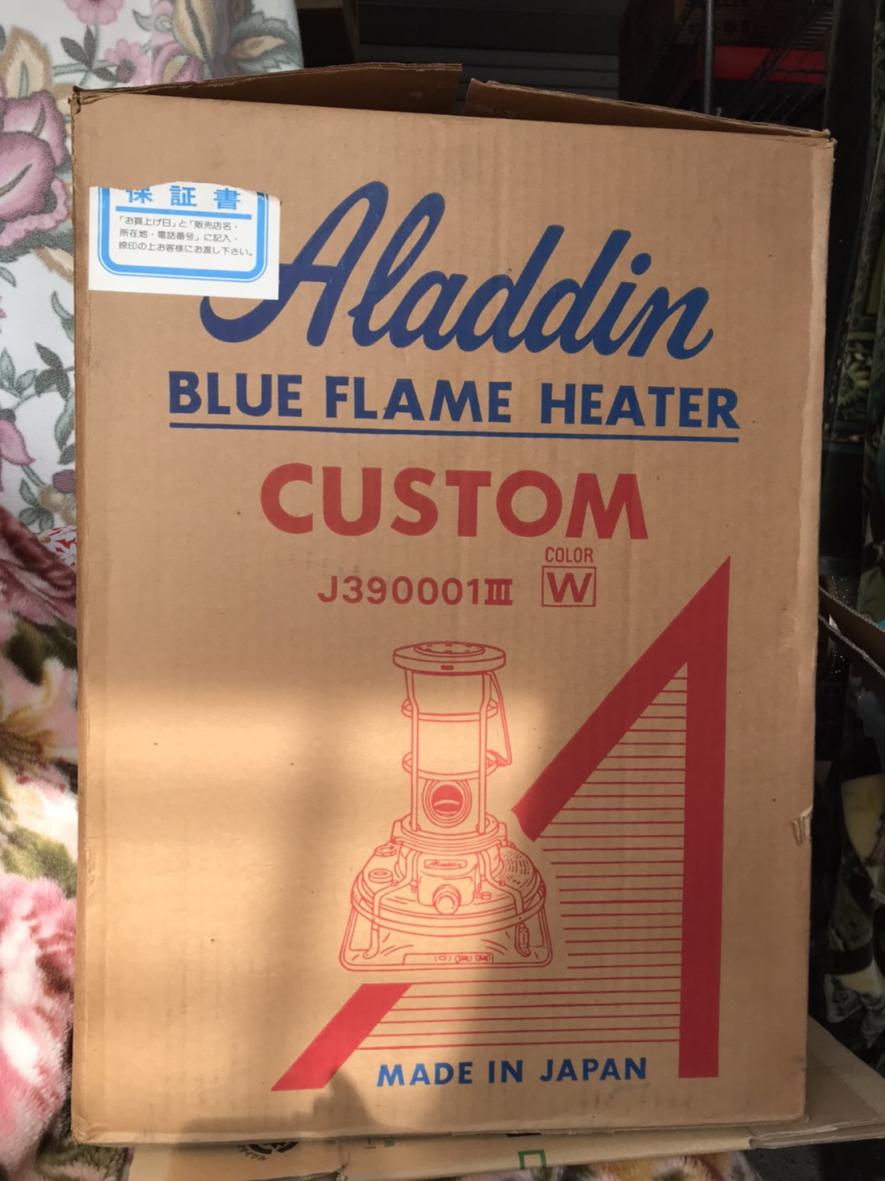 保証書
「お買上げ日」と「販売店名・
所在地・電話番号」に記入・
捺印の上お客様にお渡し下さい。
Aladdin
BLUE FLAME HEATER
CUSTOM
COLOR
J390001III W
Aladdin
MADE IN JAPAN